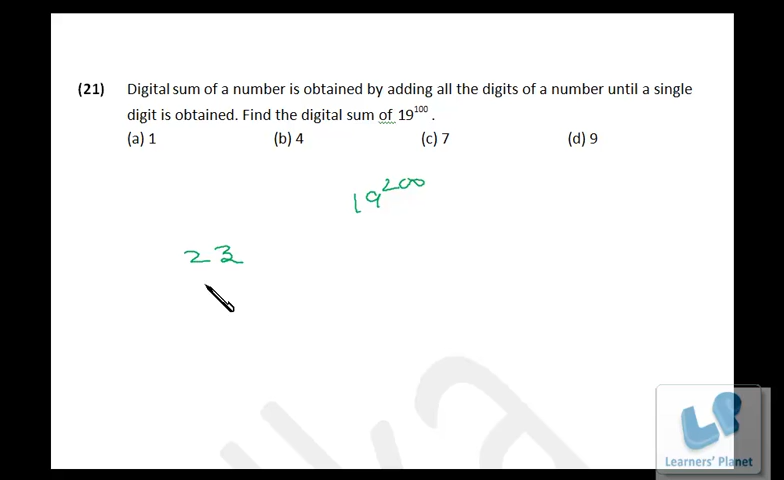 (21) Digital sum of a number is obtained by adding all the digits of a number until a single
digit is obtained. Find the digital sum of 19^100 .
(a) 1 (b) 4 (c) 7 (d) 9
19^200
23
LP
Learners' Planet